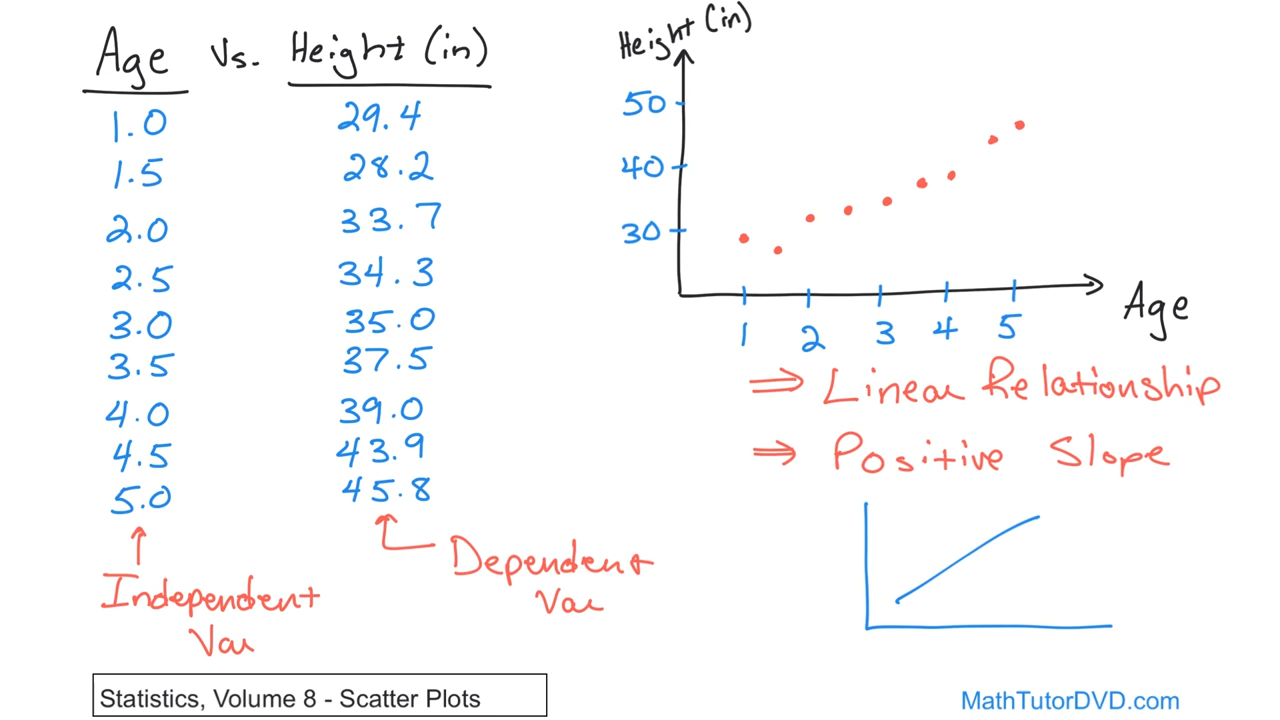 Age Vs. Height (in)
1.0 29.4
1.5 28.2
2.0 33.7
2.5 34.3
3.0 35.0
3.5 37.5
4.0 39.0
4.5 43.9
5.0 45.8
Independent
Var
Dependent
Var
Height (in)
50
40
30
1 2 3 4 5
Age
⇒ Linear Relationship
⇒ Positive Slope
Statistics, Volume 8 - Scatter Plots
MathTutorDVD.com